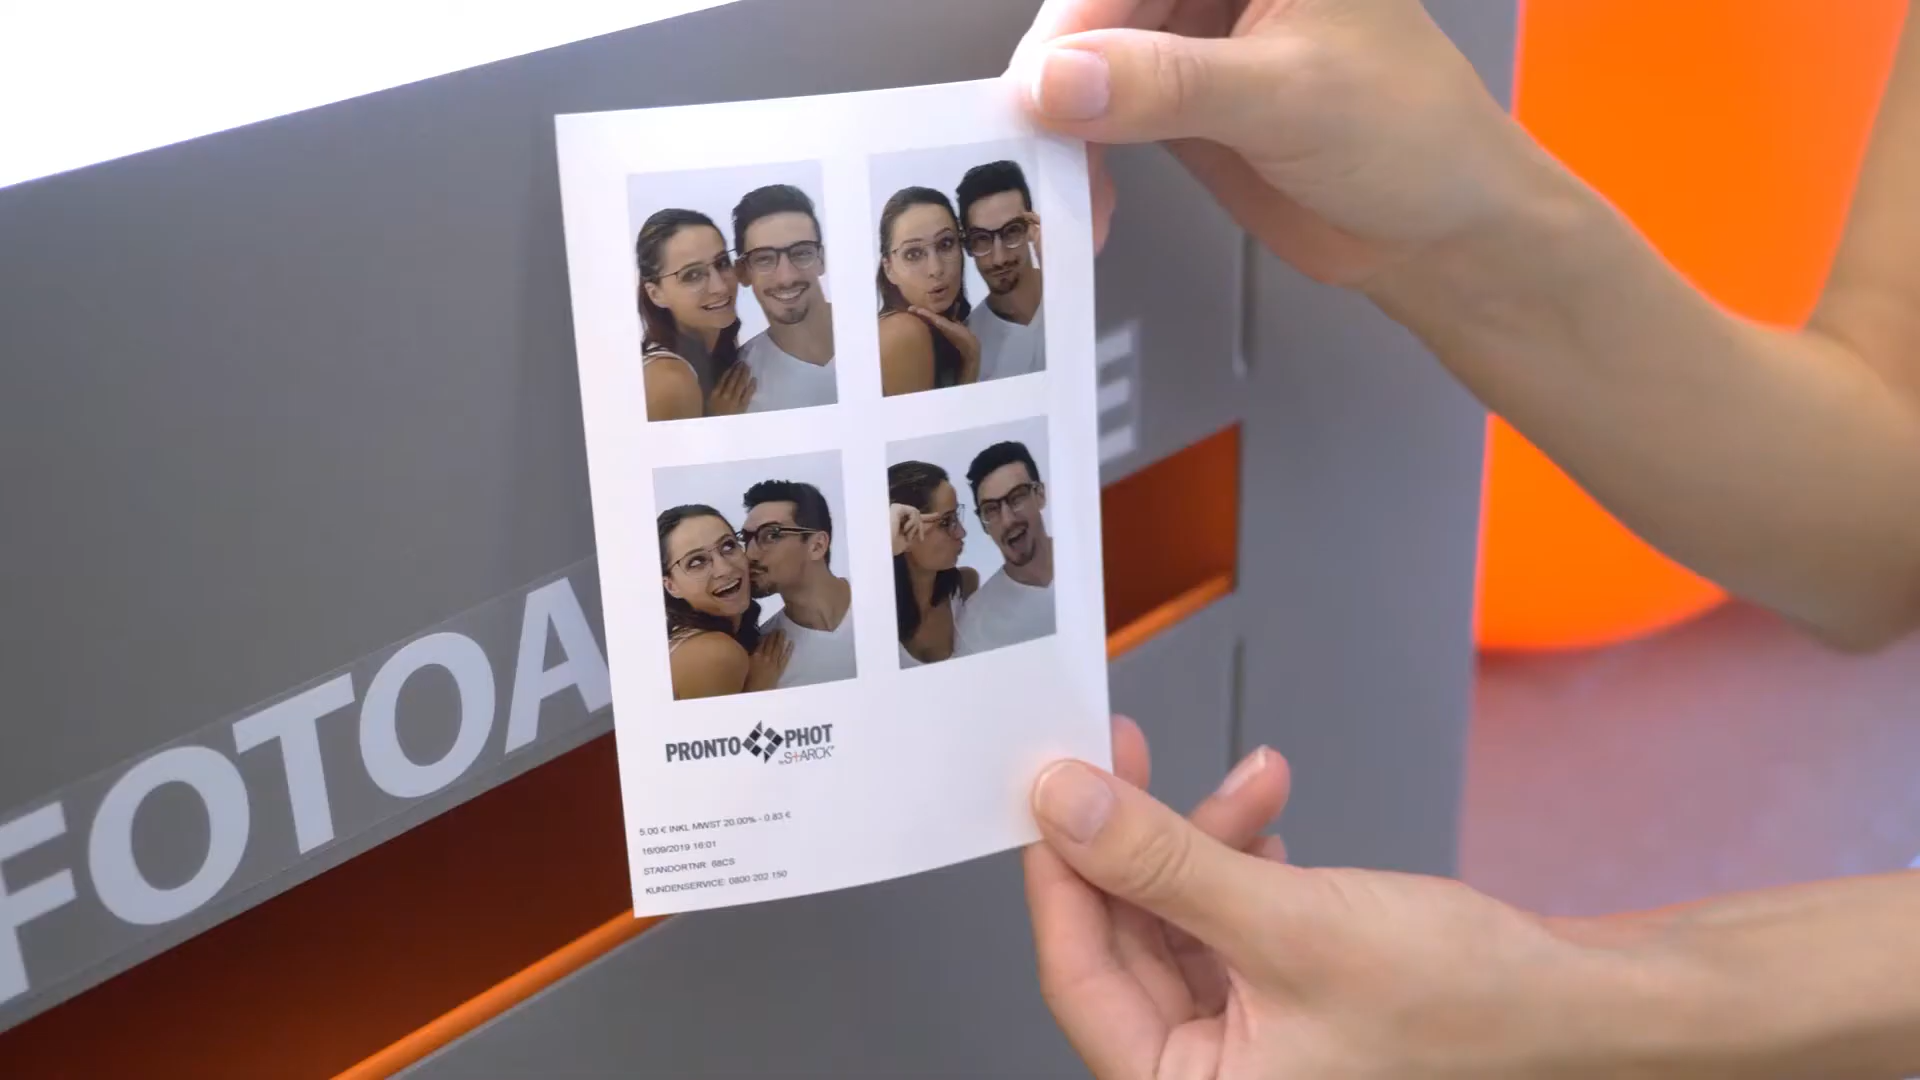 FOTOA
E
PRONTO PHOT
by S+ARCK®
5.00 € INKL MWST 20.00% - 0.83 €
16/09/2019 16:01
STANDORTNR: 68CS
KUNDENSERVICE: 0800 202 150